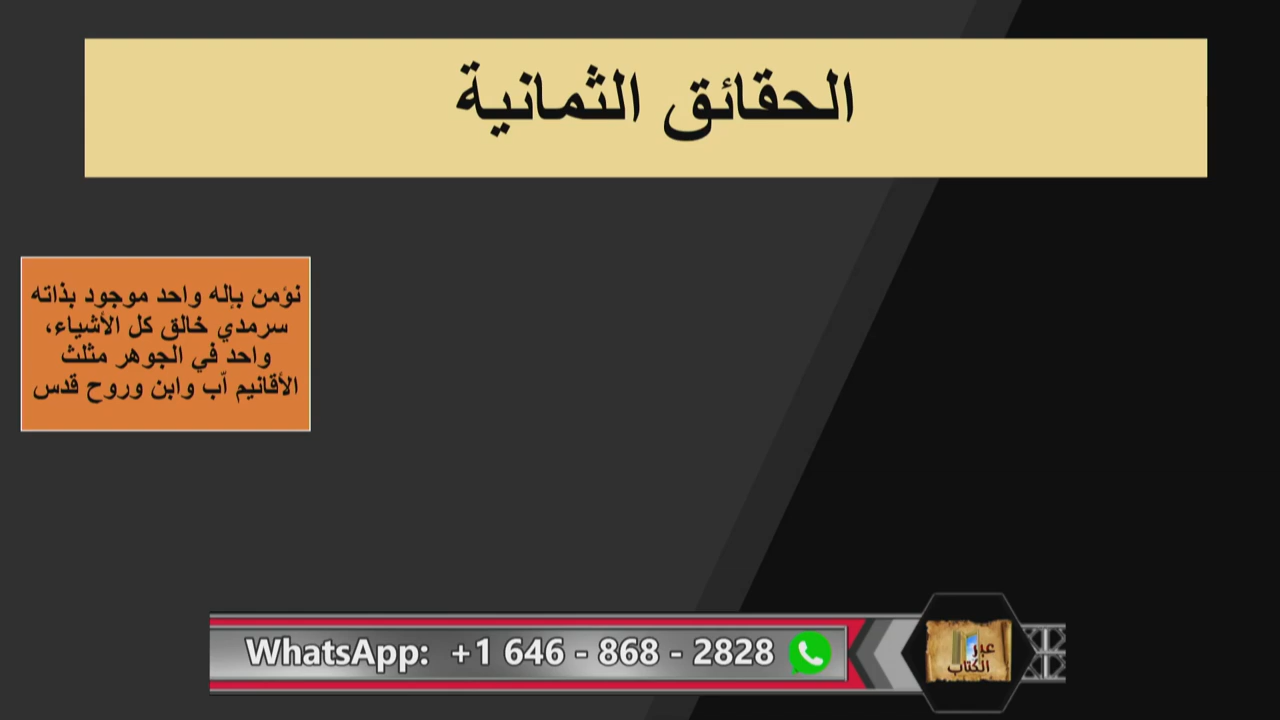 الحقائق الثمانية
نؤمن بإله واحد موجود بذاته
سرمدي خالق كل الأشياء،
واحد في الجوهر مثلث
الأقانيم آب وابن وروح قدس
WhatsApp: +1 646 - 868 - 2828
عبر
الكتاب